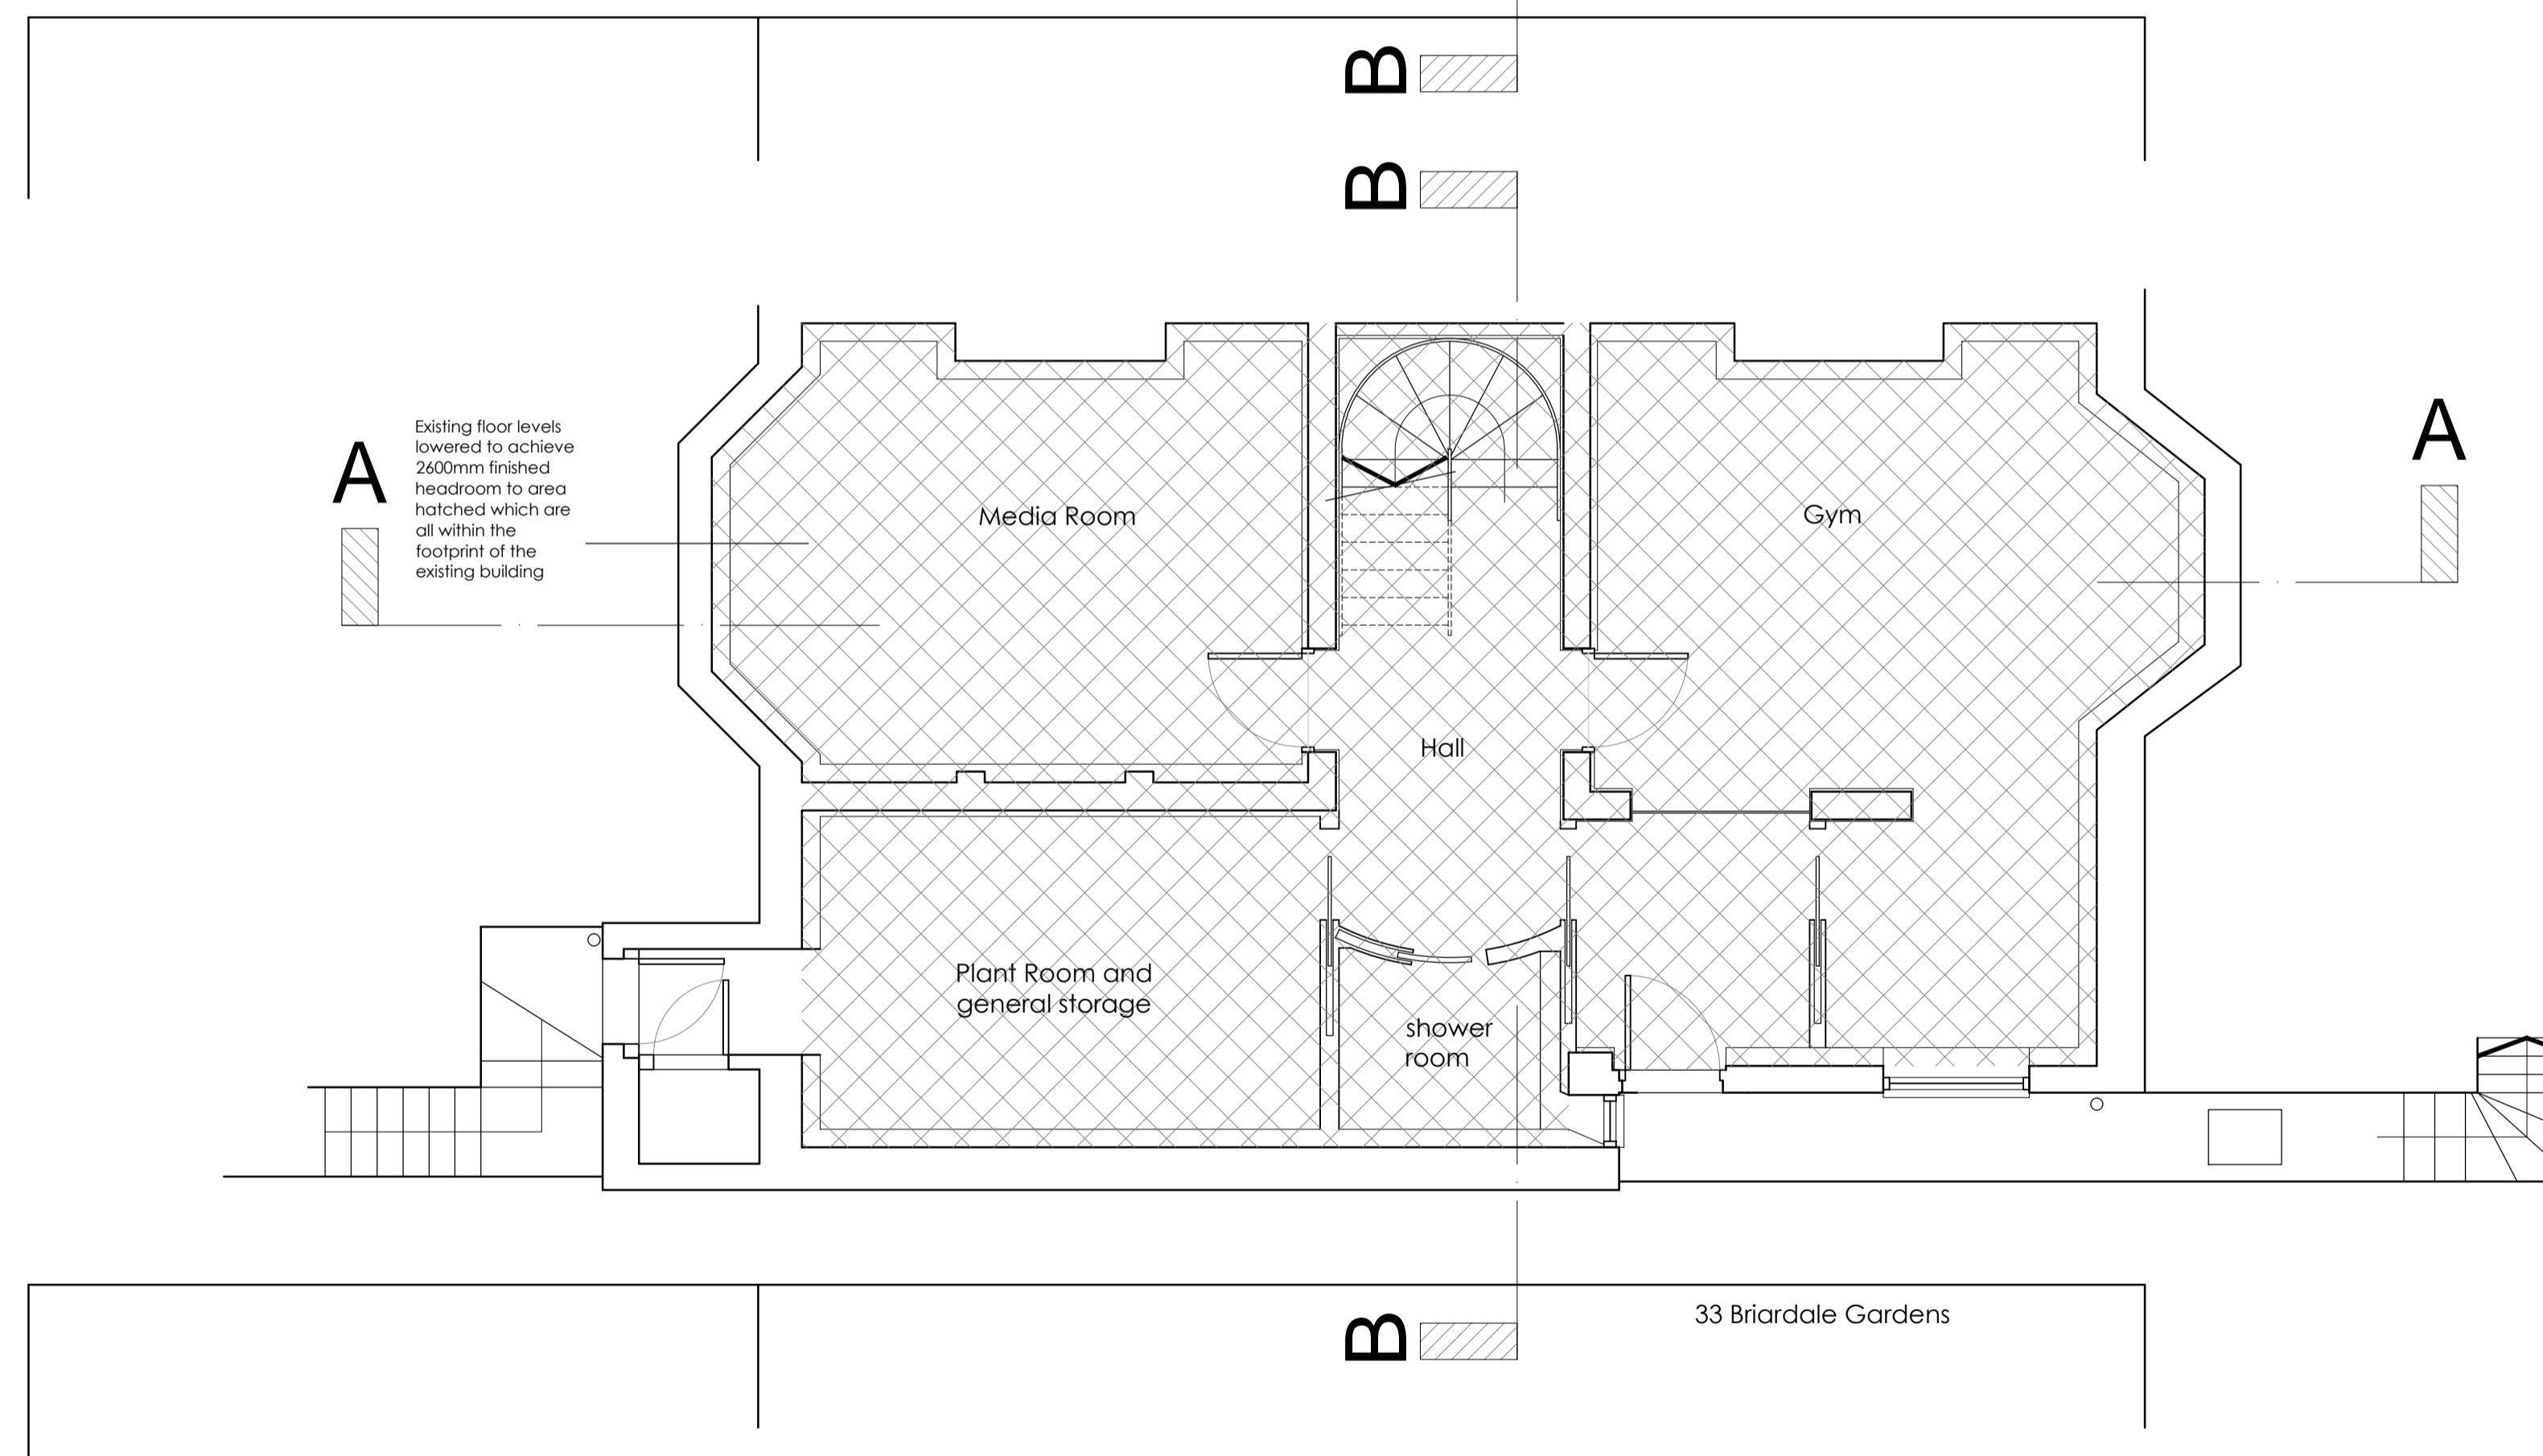 B
B
A
Existing floor levels
lowered to achieve
2600mm finished
headroom to area
hatched which are
all within the
footprint of the
existing building
A
Media Room
Gym
Hall
Plant Room and
general storage
shower
room
B
33 Briardale Gardens